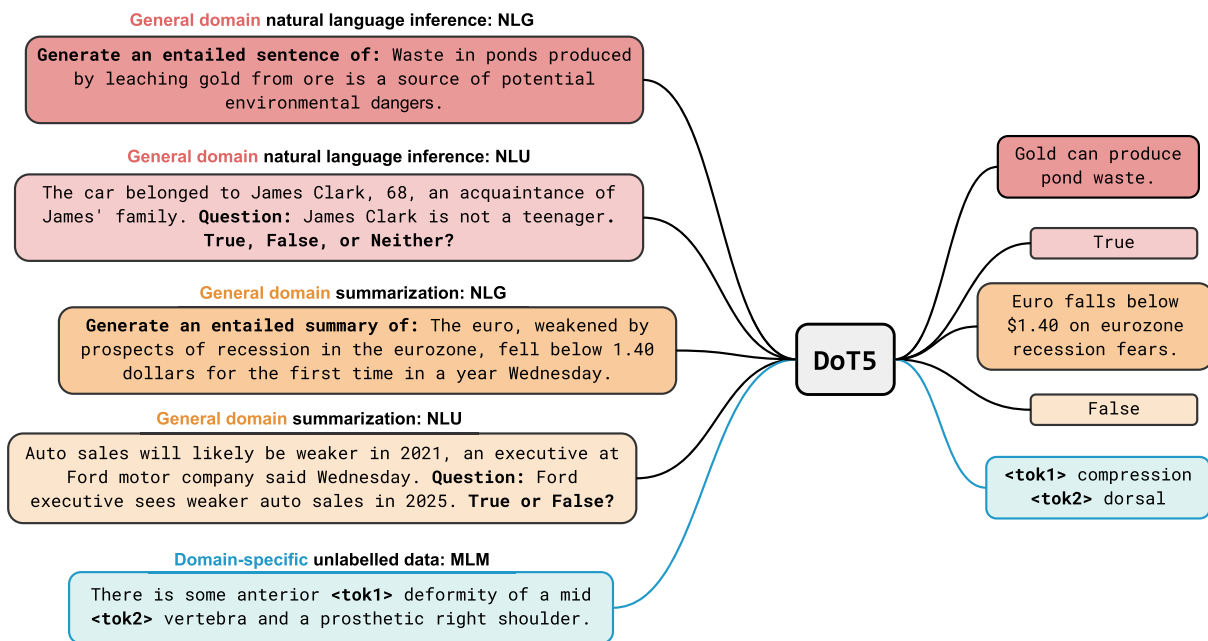 General domain natural language inference: NLG
Generate an entailed sentence of: Waste in ponds produced
by leaching gold from ore is a source of potential
environmental dangers.
General domain natural language inference: NLU
The car belonged to James Clark, 68, an acquaintance of
James' family. Question: James Clark is not a teenager.
True, False, or Neither?
General domain summarization: NLG
Generate an entailed summary of: The euro, weakened by
prospects of recession in the eurozone, fell below 1.40
dollars for the first time in a year Wednesday.
General domain summarization: NLU
Auto sales will likely be weaker in 2021, an executive at
Ford motor company said Wednesday. Question: Ford
executive sees weaker auto sales in 2025. True or False?
Domain-specific unlabelled data: MLM
There is some anterior <tok1> deformity of a mid
<tok2> vertebra and a prosthetic right shoulder.
DoT5
Gold can produce
pond waste.
True
Euro falls below
$1.40 on eurozone
recession fears.
False
<tok1> compression
<tok2> dorsal